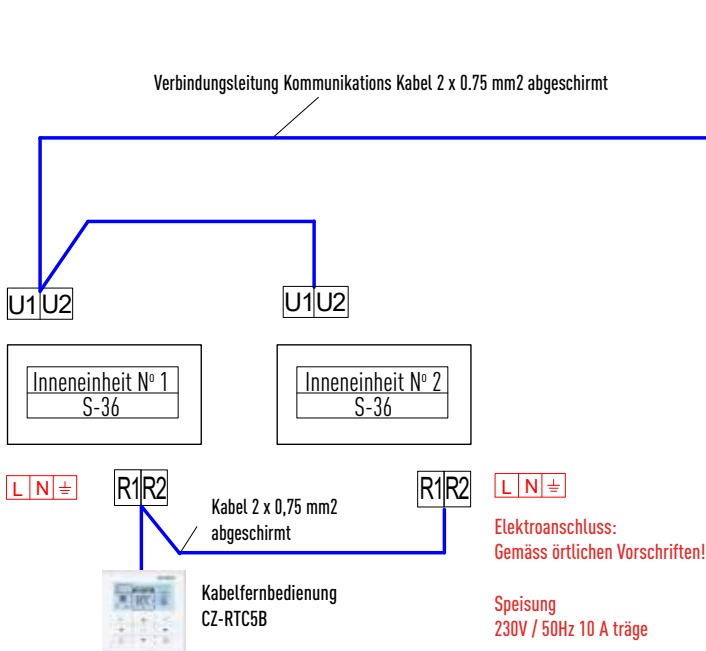 Verbindungsleitung Kommunikations Kabel 2 x 0.75 mm2 abgeschirmt
U1 U2
U1 U2
Inneneinheit Nº 1
S-36
Inneneinheit Nº 2
S-36
L N
R1 R2
R1 R2
L N
Kabel 2 x 0,75 mm2
abgeschirmt
Elektroanschluss:
Gemäss örtlichen Vorschriften!
Kabelfernbedienung
CZ-RTC5B
Speisung
230V / 50Hz 10 A träge